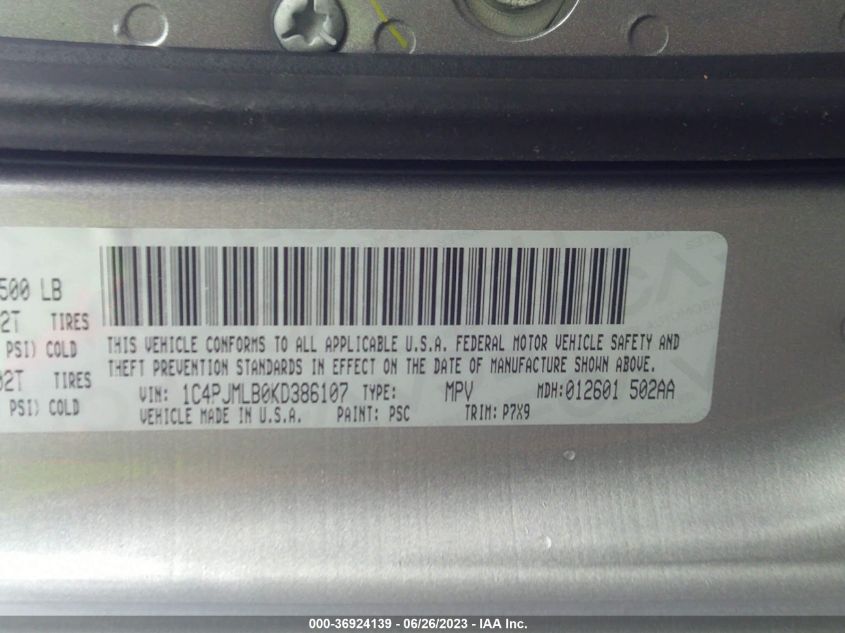 500 LB
2T TIRES
PSI) COLD
02T TIRES
PSI) COLD
THIS VEHICLE CONFORMS TO ALL APPLICABLE U.S.A. FEDERAL MOTOR VEHICLE SAFETY AND
THEFT PREVENTION STANDARDS IN EFFECT ON THE DATE OF MANUFACTURE SHOWN ABOVE.
VIN: 1C4PJMLB0KD386107 TYPE: MPV MDH:012601 502AA
VEHICLE MADE IN U.S.A. PAINT: PSC TRIM: P7X9
000-36924139 - 06/26/2023 - IAA Inc.